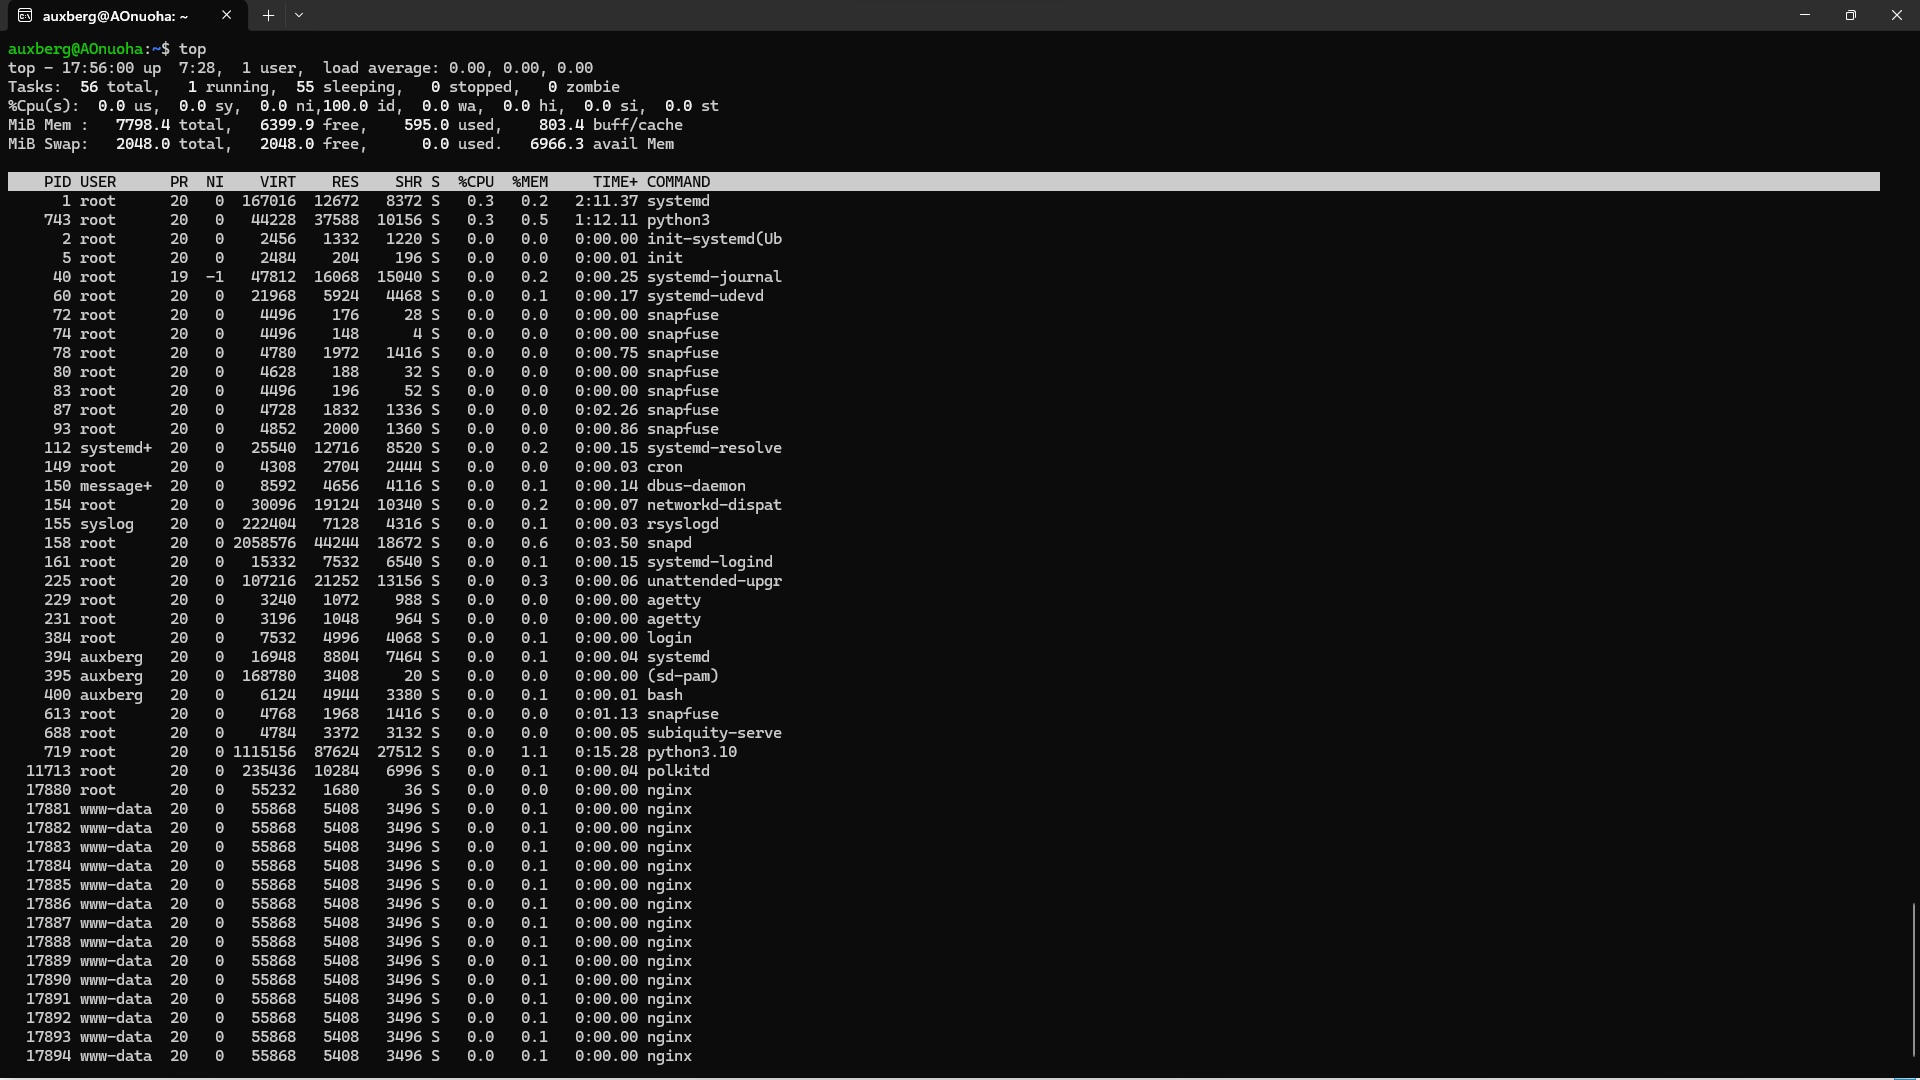 auxberg@AOnuoha: ~
auxberg@AOnuoha:~$ top
top - 17:56:00 up  7:28,  1 user,  load average: 0.00, 0.00, 0.00
Tasks:  56 total,   1 running,  55 sleeping,   0 stopped,   0 zombie
%Cpu(s):  0.0 us,  0.0 sy,  0.0 ni,100.0 id,  0.0 wa,  0.0 hi,  0.0 si,  0.0 st
MiB Mem :   7798.4 total,   6399.9 free,    595.0 used,    803.4 buff/cache
MiB Swap:   2048.0 total,   2048.0 free,      0.0 used.   6966.3 avail Mem
PID USER      PR  NI    VIRT    RES    SHR S  %CPU  %MEM     TIME+ COMMAND
1 root      20   0  167016  12672   8372 S   0.3   0.2   2:11.37 systemd
743 root      20   0   44228  37588  10156 S   0.3   0.5   1:12.11 python3
2 root      20   0    2456   1332   1220 S   0.0   0.0   0:00.00 init-systemd(Ub
5 root      20   0    2484    204    196 S   0.0   0.0   0:00.01 init
40 root      19  -1   47812  16068  15040 S   0.0   0.2   0:00.25 systemd-journal
60 root      20   0   21968   5924   4468 S   0.0   0.1   0:00.17 systemd-udevd
72 root      20   0    4496    176     28 S   0.0   0.0   0:00.00 snapfuse
74 root      20   0    4496    148      4 S   0.0   0.0   0:00.00 snapfuse
78 root      20   0    4780   1972   1416 S   0.0   0.0   0:00.75 snapfuse
80 root      20   0    4628    188     32 S   0.0   0.0   0:00.00 snapfuse
83 root      20   0    4496    196     52 S   0.0   0.0   0:00.00 snapfuse
87 root      20   0    4728   1832   1336 S   0.0   0.0   0:02.26 snapfuse
93 root      20   0    4852   2000   1360 S   0.0   0.0   0:00.86 snapfuse
112 systemd+  20   0   25540  12716   8520 S   0.0   0.2   0:00.15 systemd-resolve
149 root      20   0    4308   2704   2444 S   0.0   0.0   0:00.03 cron
150 message+  20   0    8592   4656   4116 S   0.0   0.1   0:00.14 dbus-daemon
154 root      20   0   30096  19124  10340 S   0.0   0.2   0:00.07 networkd-dispat
155 syslog    20   0  222404   7128   4316 S   0.0   0.1   0:00.03 rsyslogd
158 root      20   0 2058576  44244  18672 S   0.0   0.6   0:03.50 snapd
161 root      20   0   15332   7532   6540 S   0.0   0.1   0:00.15 systemd-logind
225 root      20   0  107216  21252  13156 S   0.0   0.3   0:00.06 unattended-upgr
229 root      20   0    3240   1072    988 S   0.0   0.0   0:00.00 agetty
231 root      20   0    3196   1048    964 S   0.0   0.0   0:00.00 agetty
384 root      20   0    7532   4996   4068 S   0.0   0.1   0:00.00 login
394 auxberg   20   0   16948   8804   7464 S   0.0   0.1   0:00.04 systemd
395 auxberg   20   0  168780   3408     20 S   0.0   0.0   0:00.00 (sd-pam)
400 auxberg   20   0    6124   4944   3380 S   0.0   0.1   0:00.01 bash
613 root      20   0    4768   1968   1416 S   0.0   0.0   0:01.13 snapfuse
688 root      20   0    4784   3372   3132 S   0.0   0.0   0:00.05 subiquity-serve
719 root      20   0 1115156  87624  27512 S   0.0   1.1   0:15.28 python3.10
11713 root      20   0  235436  10284   6996 S   0.0   0.1   0:00.04 polkitd
17880 root      20   0   55232   1680     36 S   0.0   0.0   0:00.00 nginx
17881 www-data  20   0   55868   5408   3496 S   0.0   0.1   0:00.00 nginx
17882 www-data  20   0   55868   5408   3496 S   0.0   0.1   0:00.00 nginx
17883 www-data  20   0   55868   5408   3496 S   0.0   0.1   0:00.00 nginx
17884 www-data  20   0   55868   5408   3496 S   0.0   0.1   0:00.00 nginx
17885 www-data  20   0   55868   5408   3496 S   0.0   0.1   0:00.00 nginx
17886 www-data  20   0   55868   5408   3496 S   0.0   0.1   0:00.00 nginx
17887 www-data  20   0   55868   5408   3496 S   0.0   0.1   0:00.00 nginx
17888 www-data  20   0   55868   5408   3496 S   0.0   0.1   0:00.00 nginx
17889 www-data  20   0   55868   5408   3496 S   0.0   0.1   0:00.00 nginx
17890 www-data  20   0   55868   5408   3496 S   0.0   0.1   0:00.00 nginx
17891 www-data  20   0   55868   5408   3496 S   0.0   0.1   0:00.00 nginx
17892 www-data  20   0   55868   5408   3496 S   0.0   0.1   0:00.00 nginx
17893 www-data  20   0   55868   5408   3496 S   0.0   0.1   0:00.00 nginx
17894 www-data  20   0   55868   5408   3496 S   0.0   0.1   0:00.00 nginx